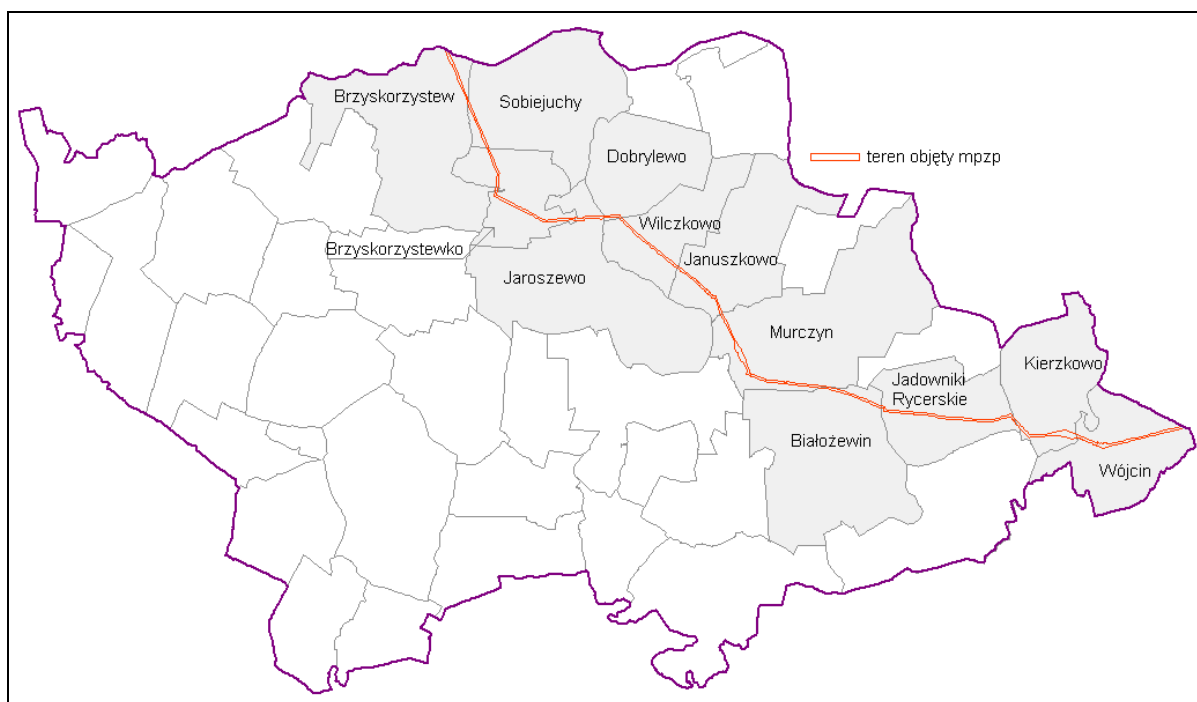 Brzyskorzystew
Sobiejuchy
Dobrylewo
teren objęty mpzp
Wilczkowo
Brzyskorzystewko
Januszkowo
Jaroszewo
Murczyn
Kierzkowo
Jadowniki
Rycerskie
Białożewin
Wójcin